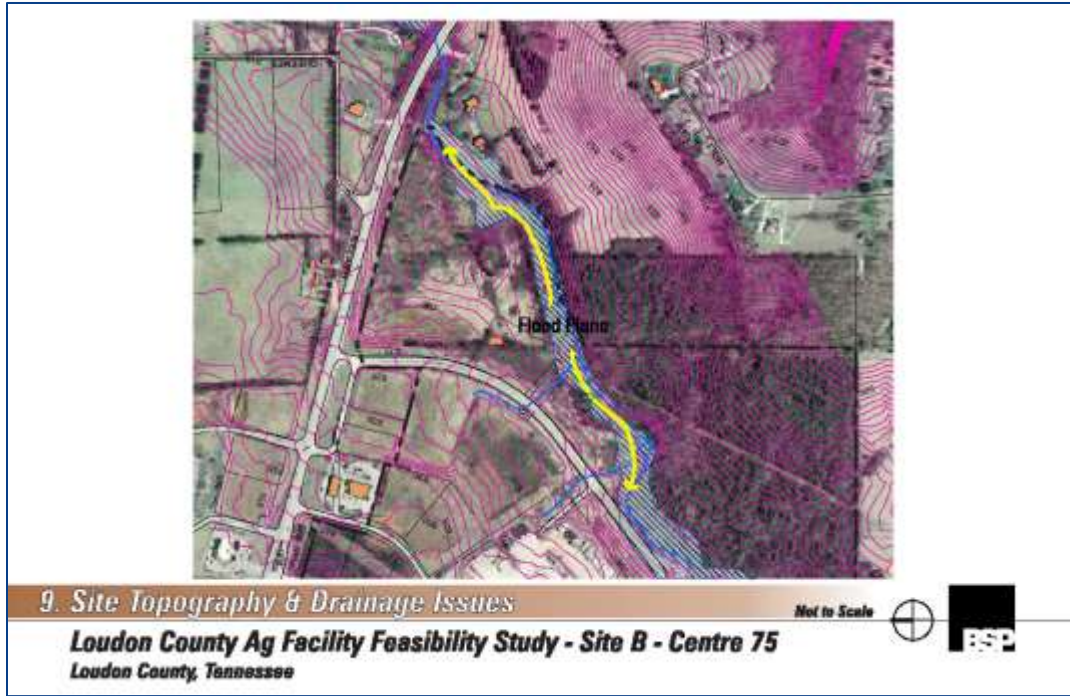 Flood Plane
9. Site Topography & Drainage Issues
Not to Scale
BSP
Loudon County Ag Facility Feasibility Study - Site B - Centre 75
Loudon County, Tennessee